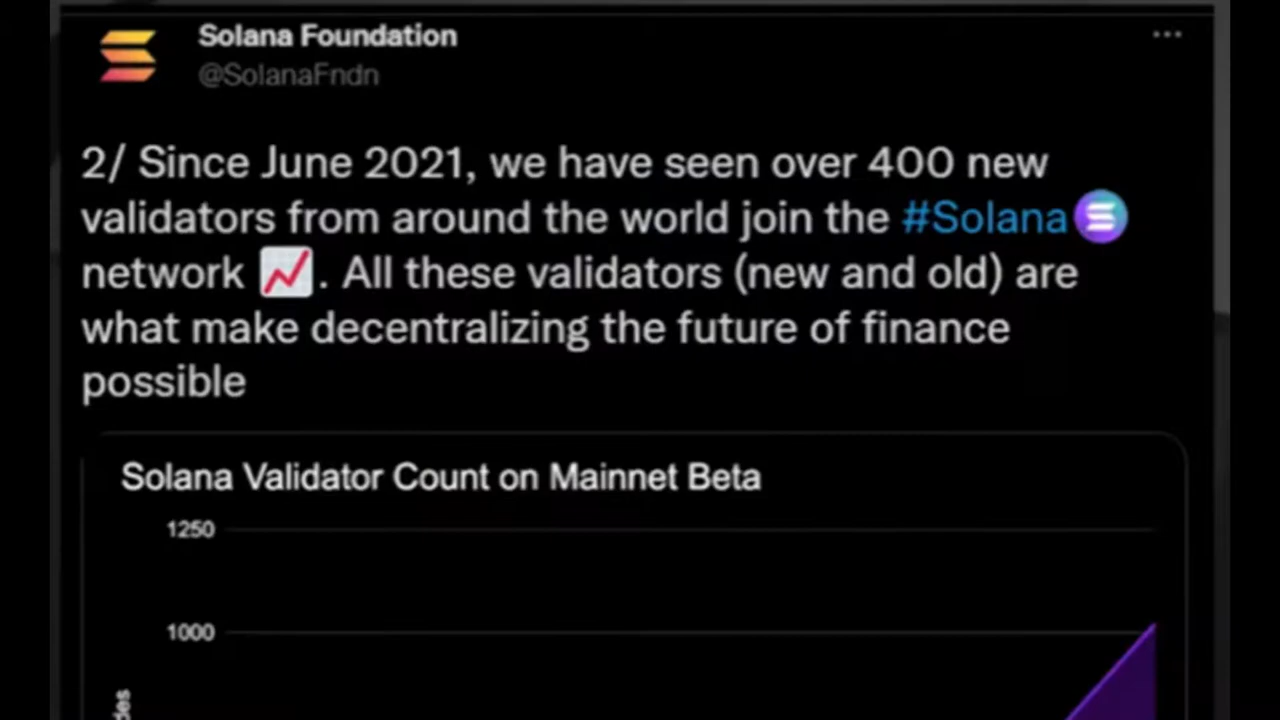 Solana Foundation
@SolanaFndn
2/ Since June 2021, we have seen over 400 new
validators from around the world join the #Solana
network 📈. All these validators (new and old) are
what make decentralizing the future of finance
possible
Solana Validator Count on Mainnet Beta
1250
1000